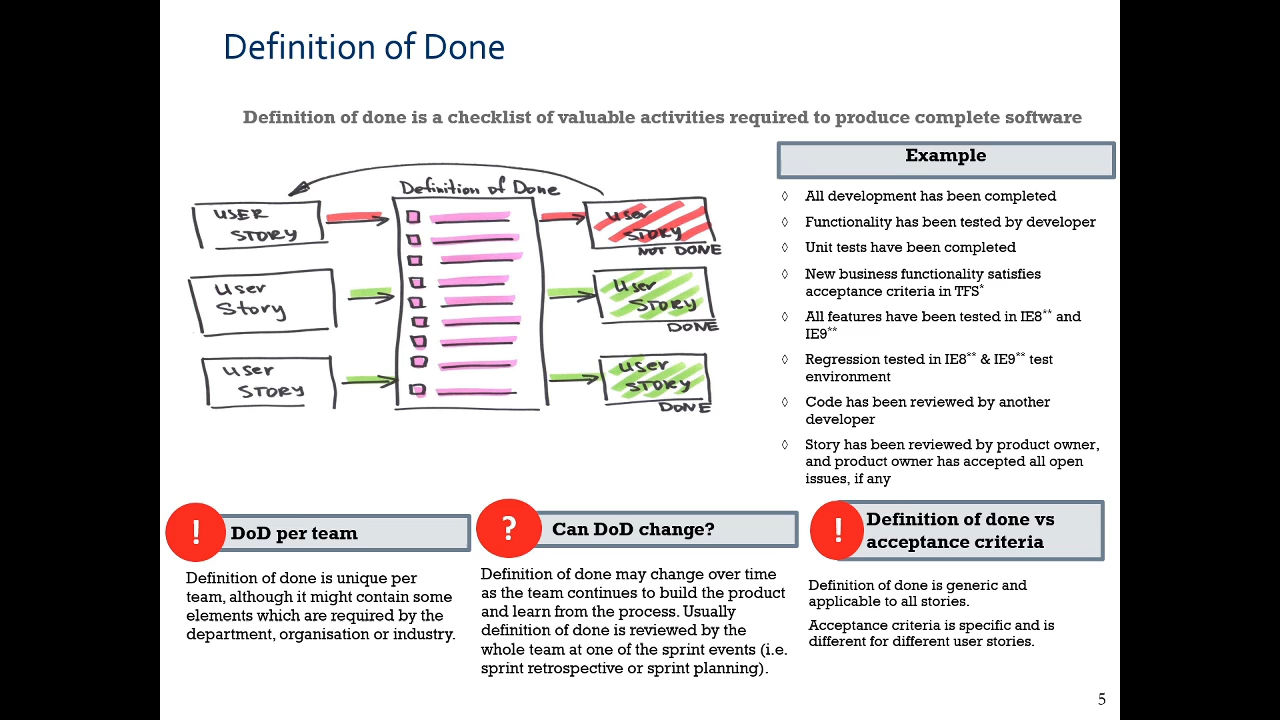 Definition of Done
Definition of done is a checklist of valuable activities required to produce complete software
Definition of Done
USER
STORY
User
Story
User
STORY
User
STORY
NOT DONE
User
STORY
DONE
User
STORY
DONE
Example
◊ All development has been completed
◊ Functionality has been tested by developer
◊ Unit tests have been completed
◊ New business functionality satisfies
acceptance criteria in TFS*
◊ All features have been tested in IE8** and
IE9**
◊ Regression tested in IE8** & IE9** test
environment
◊ Code has been reviewed by another
developer
◊ Story has been reviewed by product owner,
and product owner has accepted all open
issues, if any
! DoD per team
Definition of done is unique per
team, although it might contain some
elements which are required by the
department, organisation or industry.
? Can DoD change?
Definition of done may change over time
as the team continues to build the product
and learn from the process. Usually
definition of done is reviewed by the
whole team at one of the sprint events (i.e.
sprint retrospective or sprint planning).
! Definition of done vs
acceptance criteria
Definition of done is generic and
applicable to all stories.
Acceptance criteria is specific and is
different for different user stories.
5